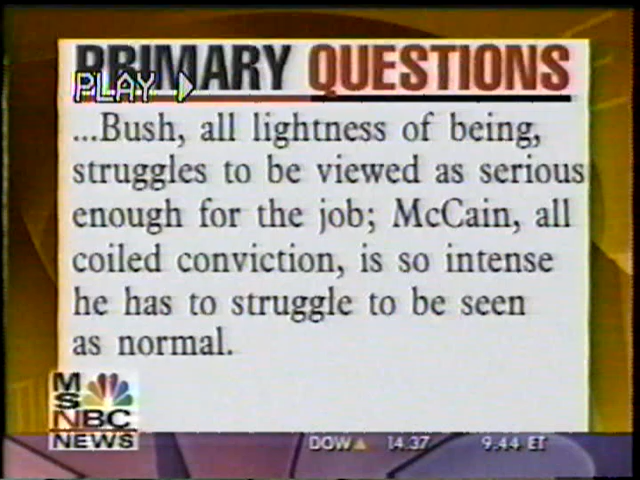 PRIMARY QUESTIONS
PLAY
...Bush, all lightness of being,
struggles to be viewed as serious
enough for the job; McCain, all
coiled conviction, is so intense
he has to struggle to be seen
as normal.
MSNBC
NEWS
DOW ▲ 14.37 9:44 ET